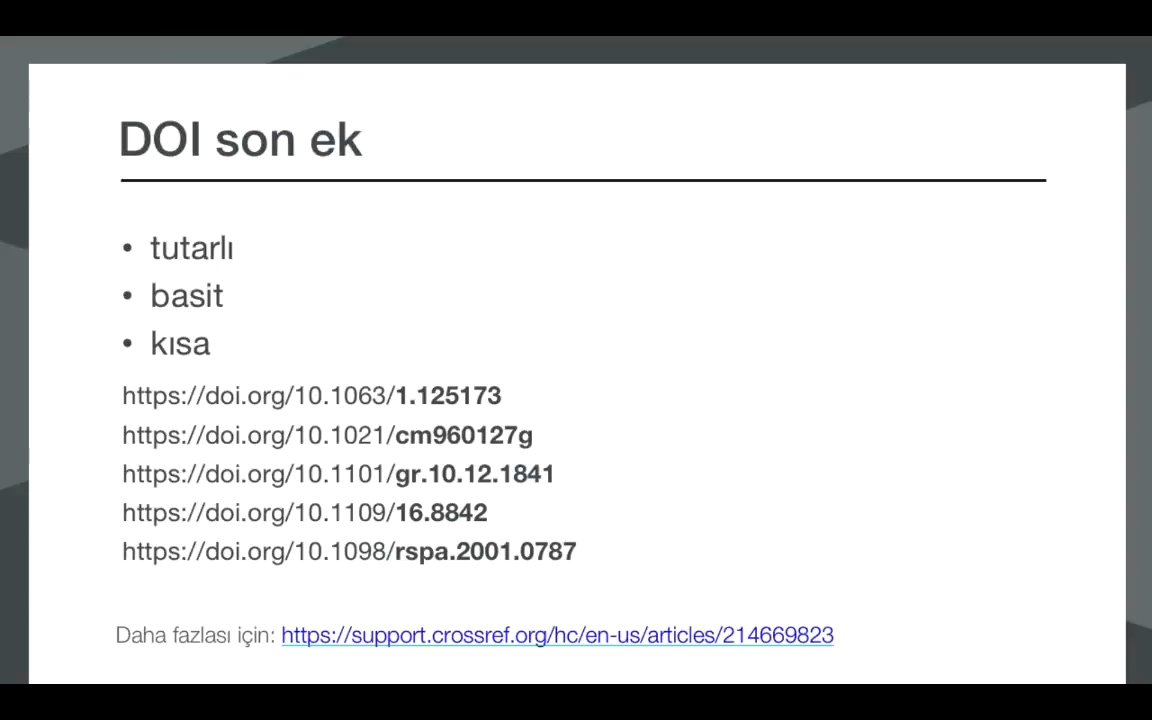 DOI son ek
• tutarlı
• basit
• kısa
https://doi.org/10.1063/1.125173
https://doi.org/10.1021/cm960127g
https://doi.org/10.1101/gr.10.12.1841
https://doi.org/10.1109/16.8842
https://doi.org/10.1098/rspa.2001.0787
Daha fazlası için: https://support.crossref.org/hc/en-us/articles/214669823